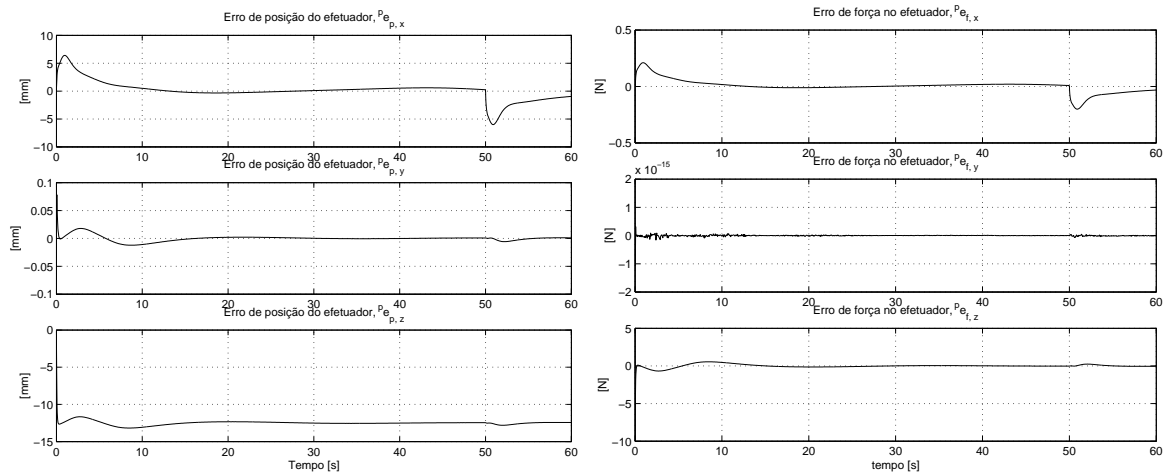 Erro de posição do efetuador, ᵖe_p, x
10
5
0
−5
−10
[mm]
0 10 20 30 40 50 60
Erro de posição do efetuador, ᵖe_p, y
0.1
0.05
0
−0.05
−0.1
[mm]
0 10 20 30 40 50 60
Erro de posição do efetuador, ᵖe_p, z
0
−5
−10
−15
[mm]
0 10 20 30 40 50 60
Tempo [s]
Erro de força no efetuador, ᵖe_f, x
0.5
0
−0.5
[N]
0 10 20 30 40 50 60
x 10⁻¹⁵
Erro de força no efetuador, ᵖe_f, y
2
1
0
−1
−2
[N]
0 10 20 30 40 50 60
Erro de força no efetuador, ᵖe_f, z
5
0
−5
−10
[N]
0 10 20 30 40 50 60
tempo [s]